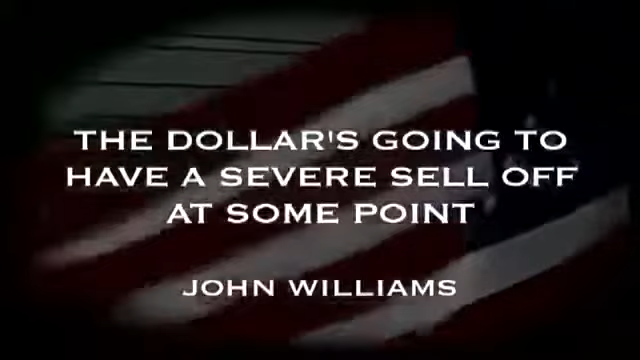 THE DOLLAR'S GOING TO
HAVE A SEVERE SELL OFF
AT SOME POINT
JOHN WILLIAMS